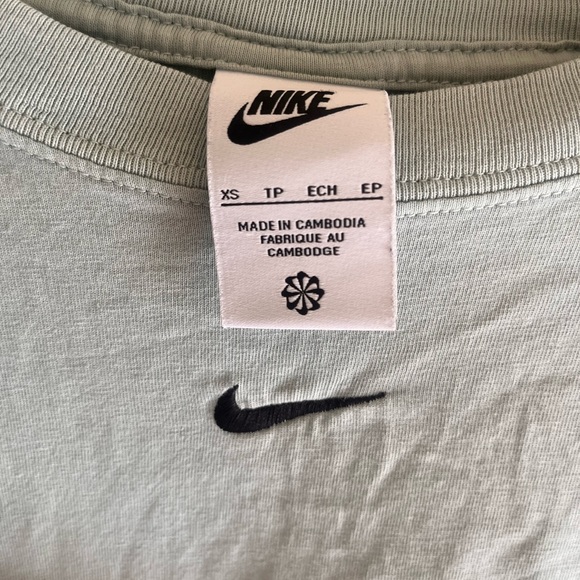 NIKE
XS TP ECH EP
MADE IN CAMBODIA
FABRIQUE AU
CAMBODGE